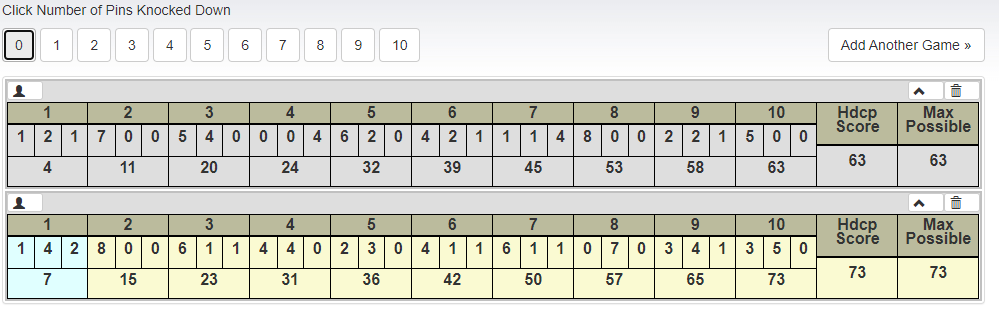 Click Number of Pins Knocked Down
0 1 2 3 4 5 6 7 8 9 10 Add Another Game »
1 2 3 4 5 6 7 8 9 10 Hdcp Score Max Possible
1 2 1 7 0 0 5 4 0 0 0 4 6 2 0 4 2 1 1 1 4 8 0 0 2 2 1 5 0 0
4 11 20 24 32 39 45 53 58 63 63 63
1 2 3 4 5 6 7 8 9 10 Hdcp Score Max Possible
1 4 2 8 0 0 6 1 1 4 4 0 2 3 0 4 1 1 6 1 1 0 7 0 3 4 1 3 5 0
7 15 23 31 36 42 50 57 65 73 73 73